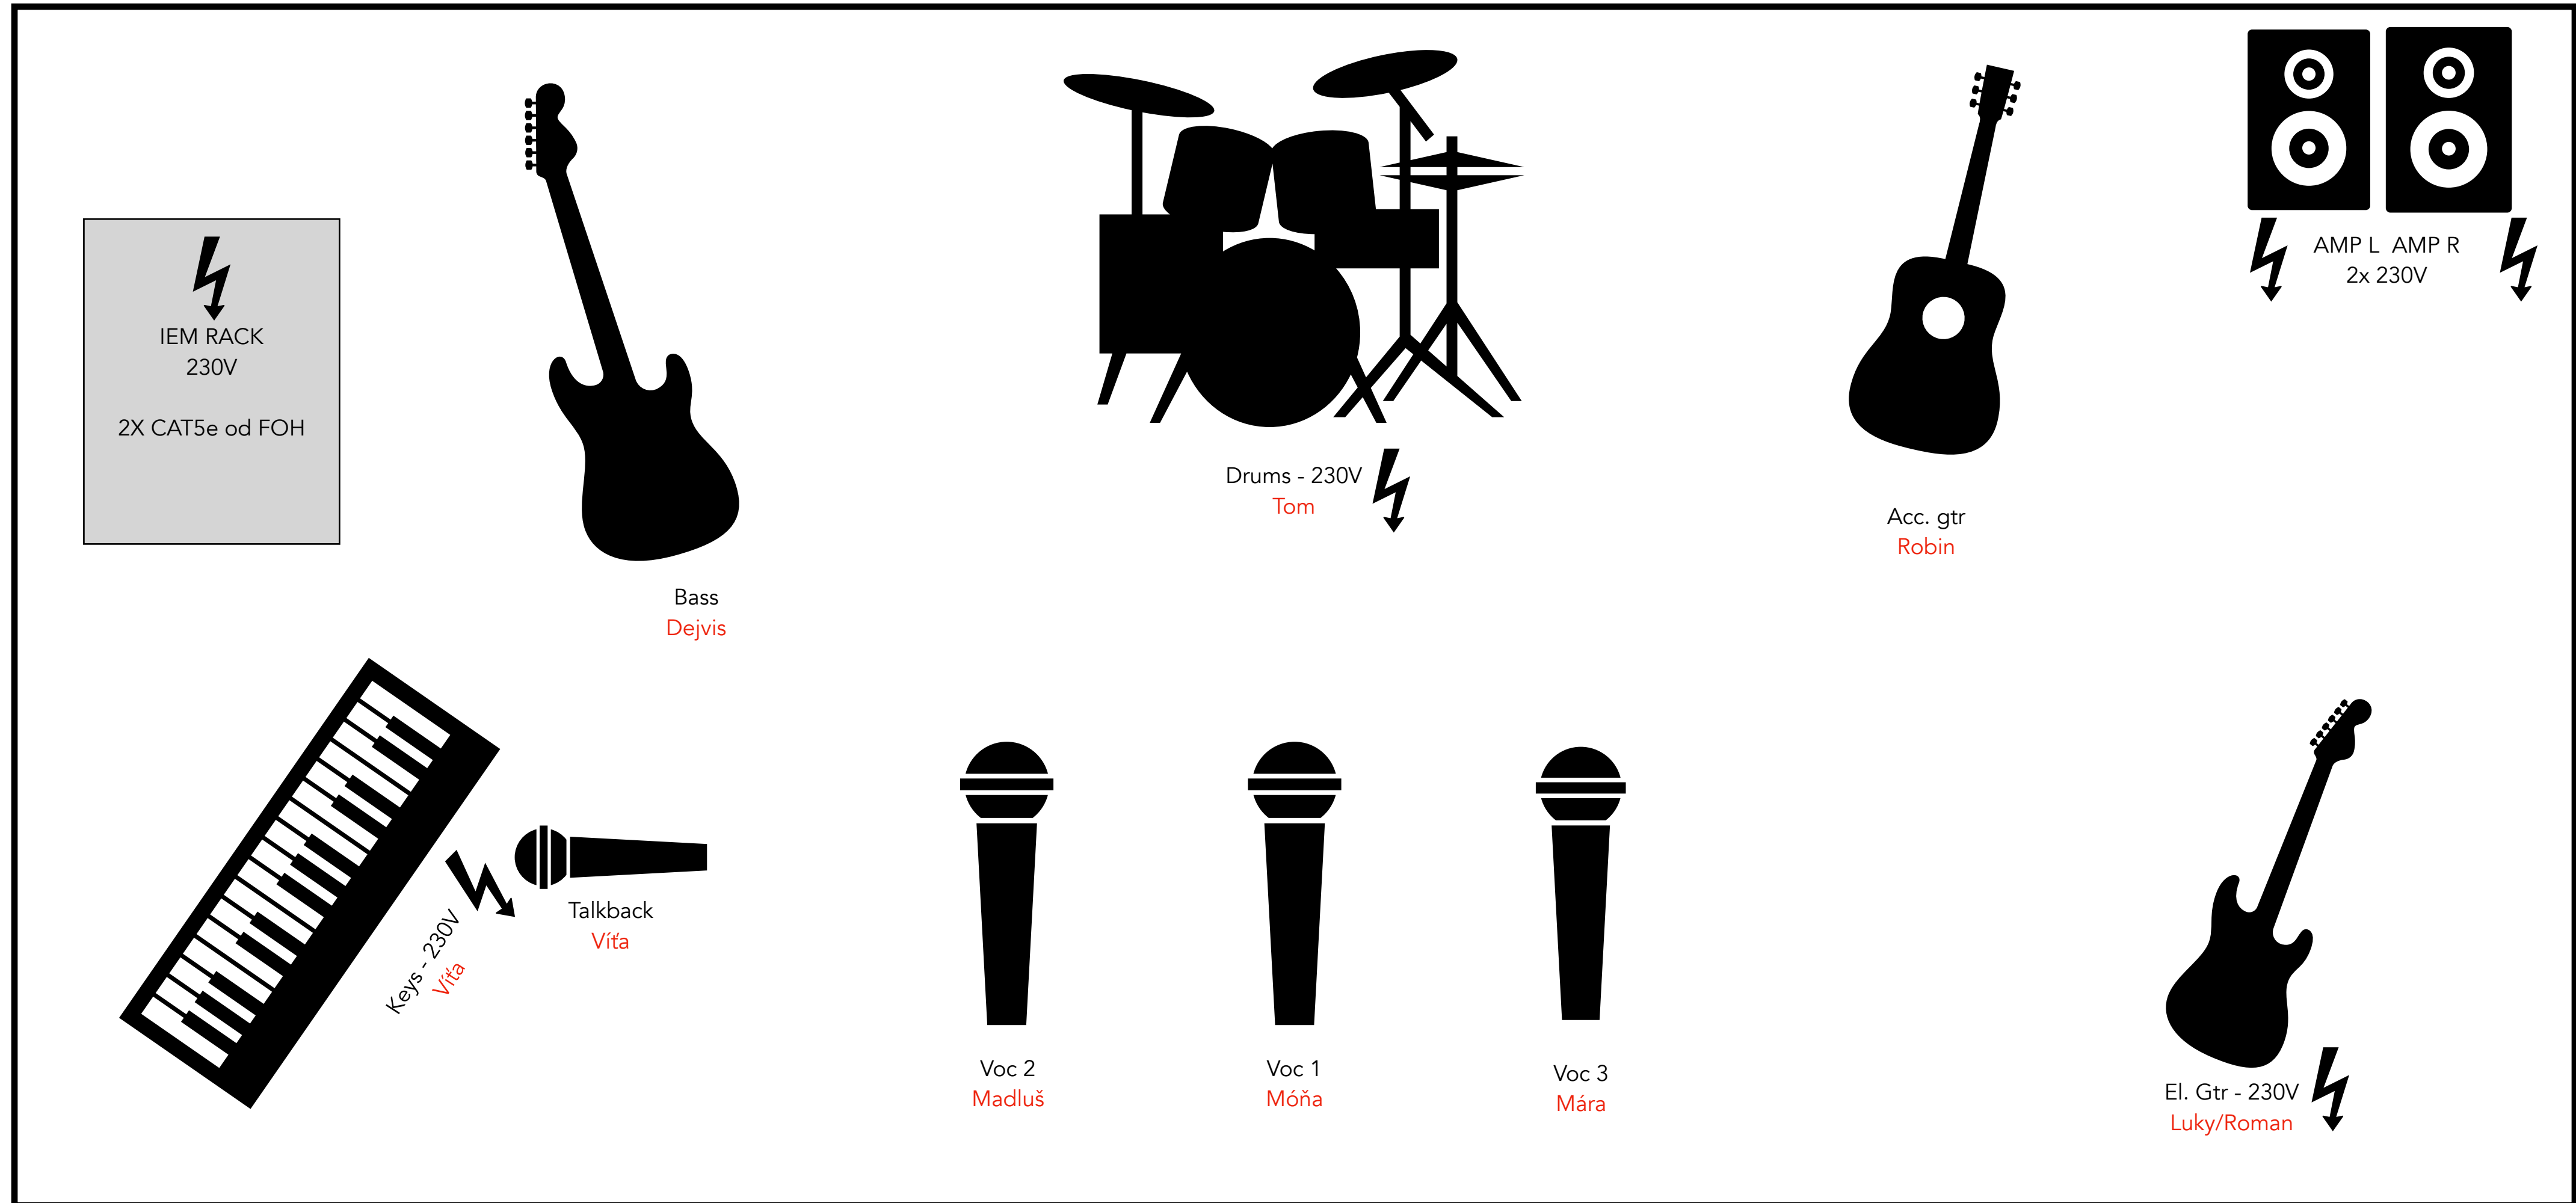 AMP L  AMP R
2x 230V
IEM RACK
230V
2X CAT5e od FOH
Drums - 230V
Tom
Acc. gtr
Robin
Bass
Dejvis
Keys - 230V
Víťa
Talkback
Víťa
Voc 2
Madluš
Voc 1
Móňa
Voc 3
Mára
El. Gtr - 230V
Luky/Roman